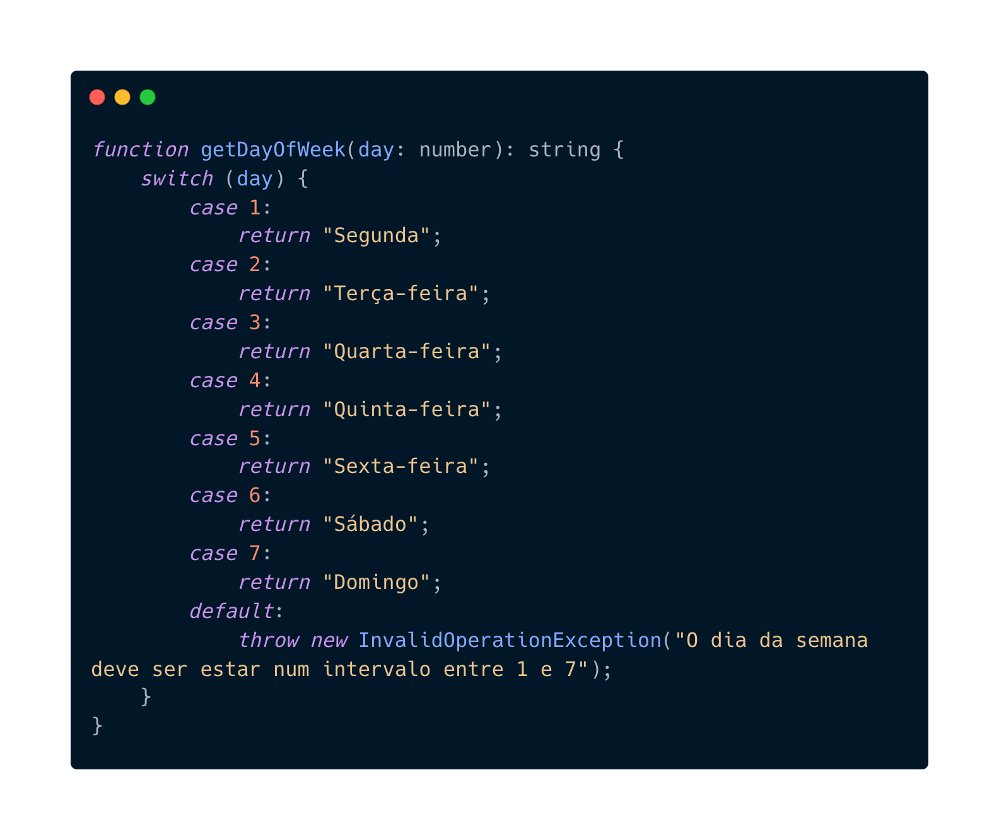 function getDayOfWeek(day: number): string {
    switch (day) {
        case 1:
            return "Segunda";
        case 2:
            return "Terça-feira";
        case 3:
            return "Quarta-feira";
        case 4:
            return "Quinta-feira";
        case 5:
            return "Sexta-feira";
        case 6:
            return "Sábado";
        case 7:
            return "Domingo";
        default:
            throw new InvalidOperationException("O dia da semana
deve ser estar num intervalo entre 1 e 7");
    }
}